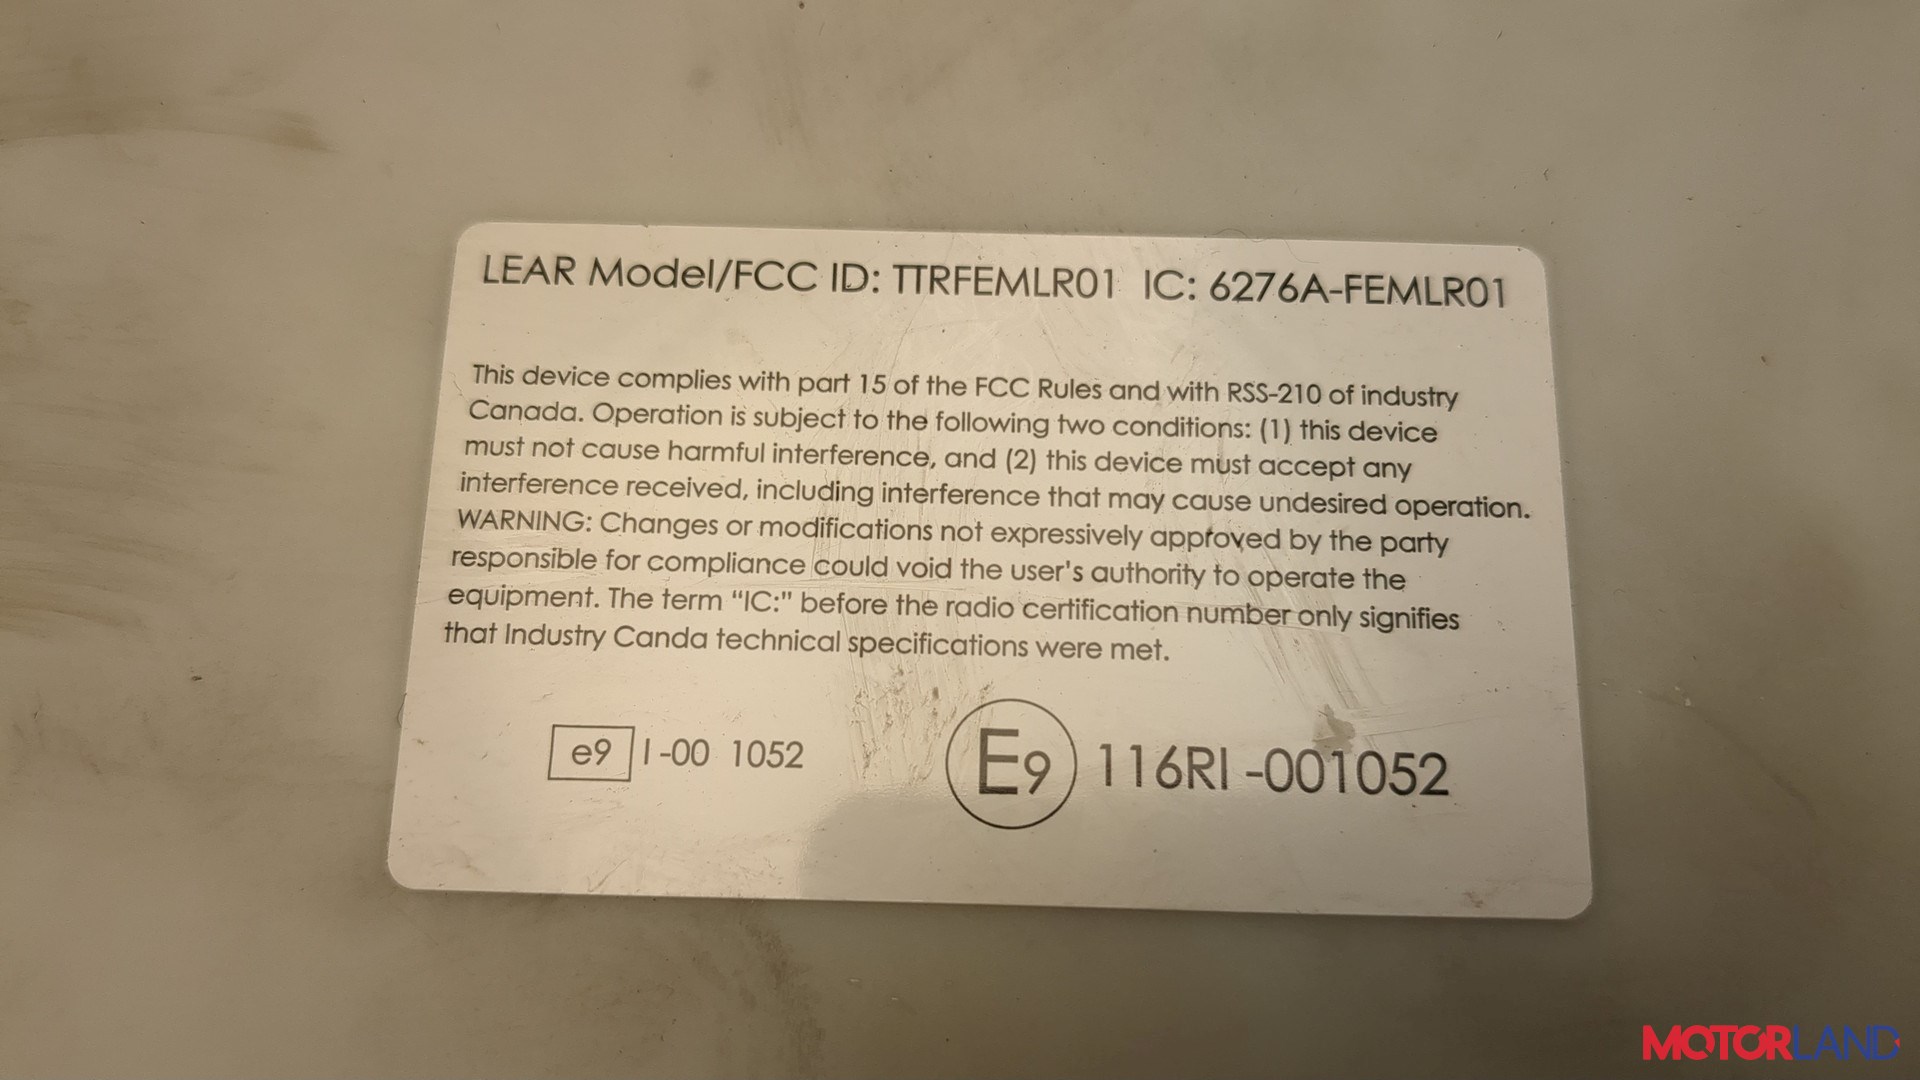 LEAR Model/FCC ID: TTRFEMLR01 IC: 6276A-FEMLR01
This device complies with part 15 of the FCC Rules and with RSS-210 of industry
Canada. Operation is subject to the following two conditions: (1) this device
must not cause harmful interference, and (2) this device must accept any
interference received, including interference that may cause undesired operation.
WARNING: Changes or modifications not expressively approved by the party
responsible for compliance could void the user's authority to operate the
equipment. The term “IC:" before the radio certification number only signifies
that Industry Canda technical specifications were met.
e9 I-00 1052
E9 116RI -001052
MOTORLAND